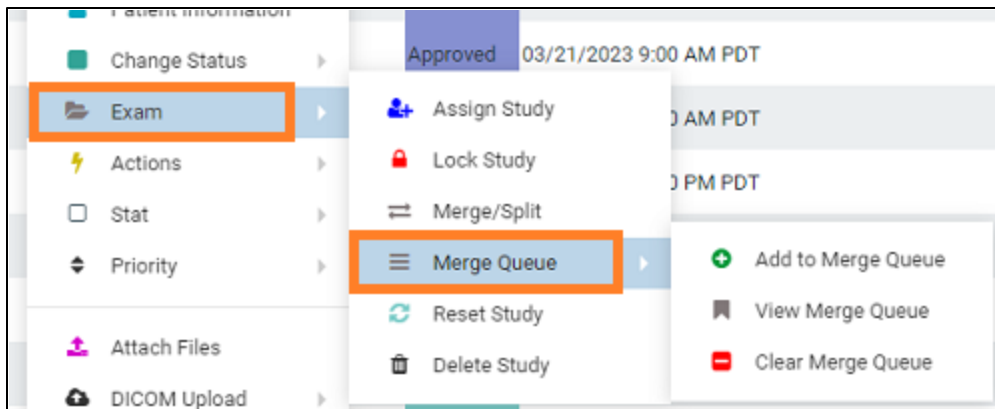 Patient Information
Change Status
Exam
Actions
Stat
Priority
Attach Files
DICOM Upload
Approved 03/21/2023 9:00 AM PDT
0 AM PDT
0 PM PDT
Assign Study
Lock Study
Merge/Split
Merge Queue
Reset Study
Delete Study
Add to Merge Queue
View Merge Queue
Clear Merge Queue